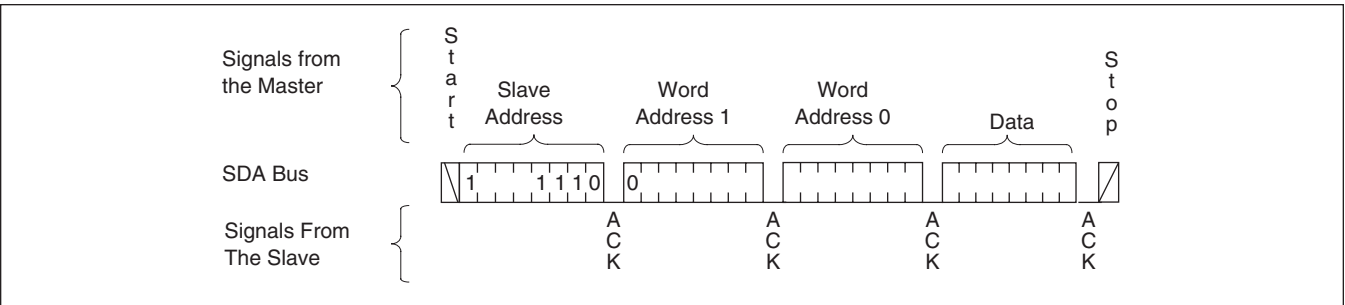 Signals from
the Master
Start
Slave
Address
Word
Address 1
Word
Address 0
Data
Stop
SDA Bus
1 1 1 1 0
0
Signals From
The Slave
ACK
ACK
ACK
ACK